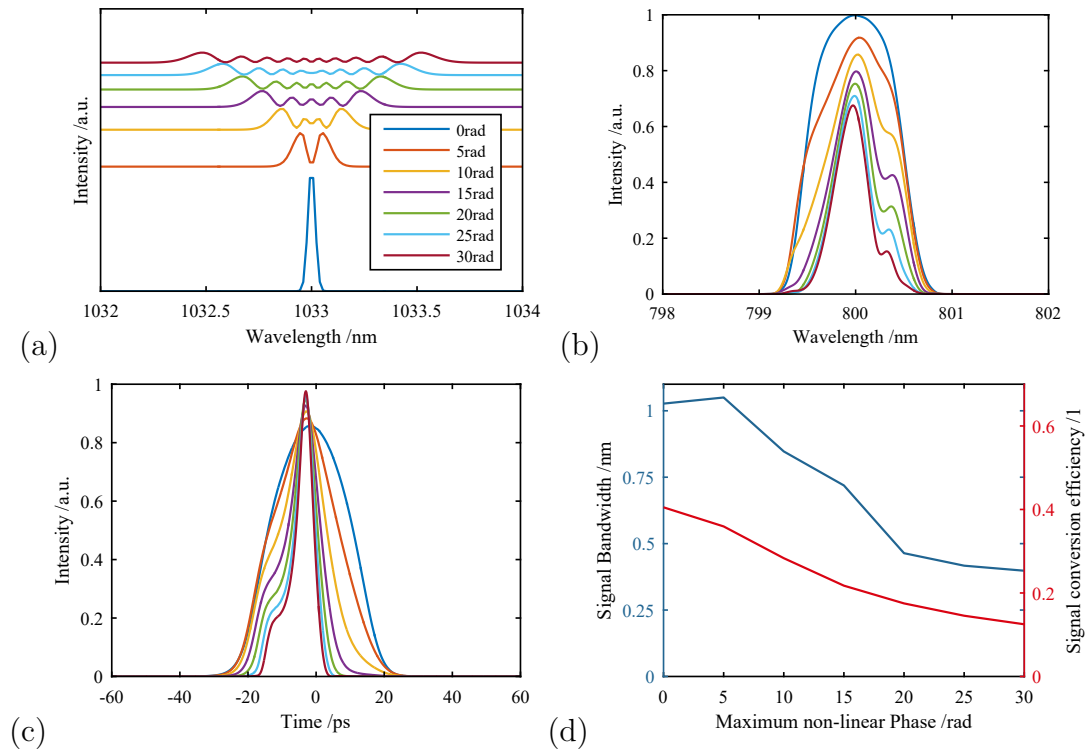 Intensity /a.u.
0rad
5rad
10rad
15rad
20rad
25rad
30rad
1032 1032.5 1033 1033.5 1034
Wavelength /nm
(a)
Intensity /a.u.
1
0.8
0.6
0.4
0.2
0
798 799 800 801 802
Wavelength /nm
(b)
Intensity /a.u.
1
0.8
0.6
0.4
0.2
0
-60 -40 -20 0 20 40 60
Time /ps
(c)
Signal Bandwidth /nm
1
0.75
0.5
0.25
0
0 5 10 15 20 25 30
Maximum non-linear Phase /rad
0.6
0.4
0.2
0
Signal conversion efficiency /1
(d)